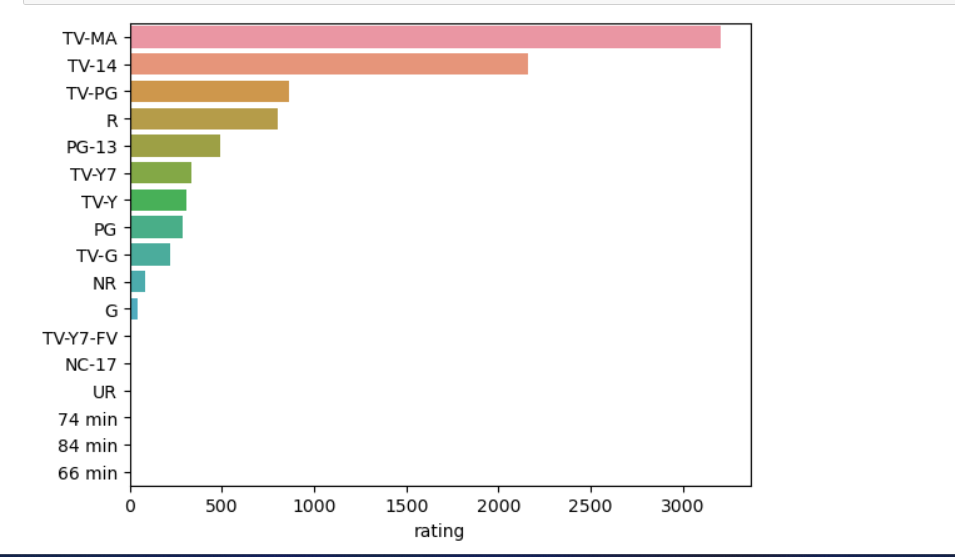 TV-MA
TV-14
TV-PG
R
PG-13
TV-Y7
TV-Y
PG
TV-G
NR
G
TV-Y7-FV
NC-17
UR
74 min
84 min
66 min
0 500 1000 1500 2000 2500 3000
rating